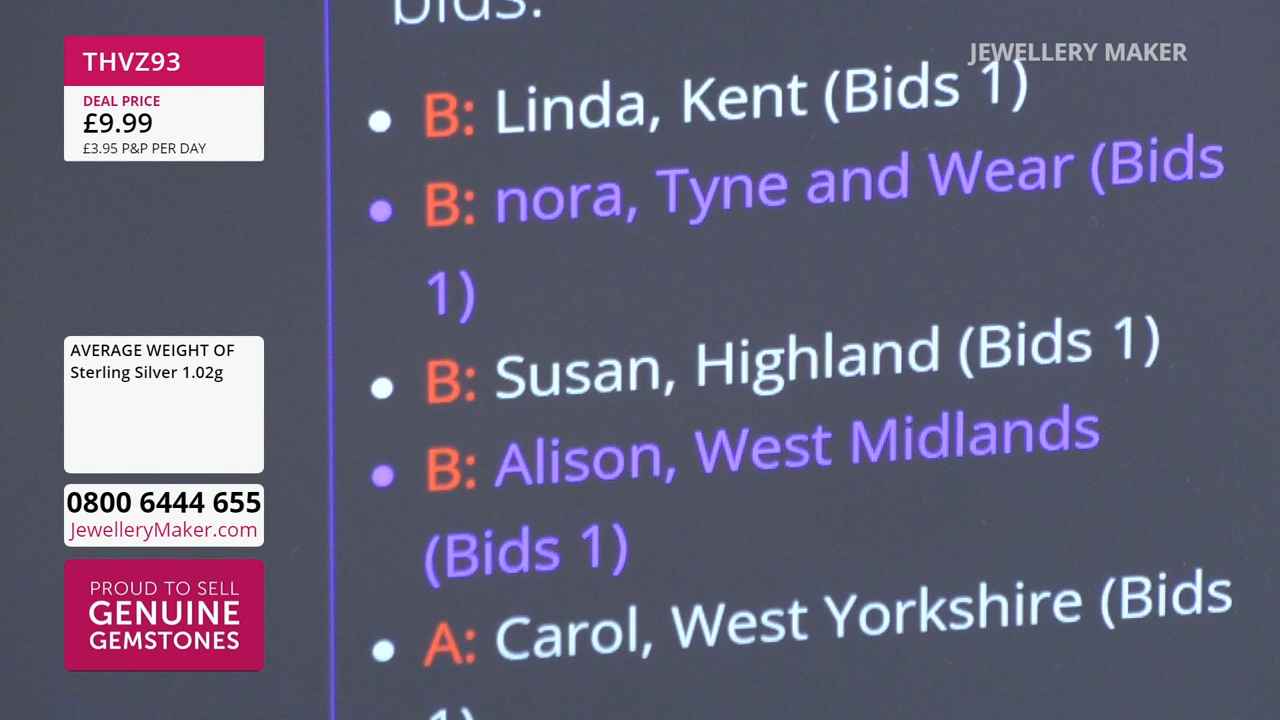 THVZ93
DEAL PRICE
£9.99
£3.95 P&P PER DAY
AVERAGE WEIGHT OF
Sterling Silver 1.02g
0800 6444 655
JewelleryMaker.com
PROUD TO SELL
GENUINE
GEMSTONES
JEWELLERY MAKER
bids:
B: Linda, Kent (Bids 1)
B: nora, Tyne and Wear (Bids
1)
B: Susan, Highland (Bids 1)
B: Alison, West Midlands
(Bids 1)
A: Carol, West Yorkshire (Bids
1)